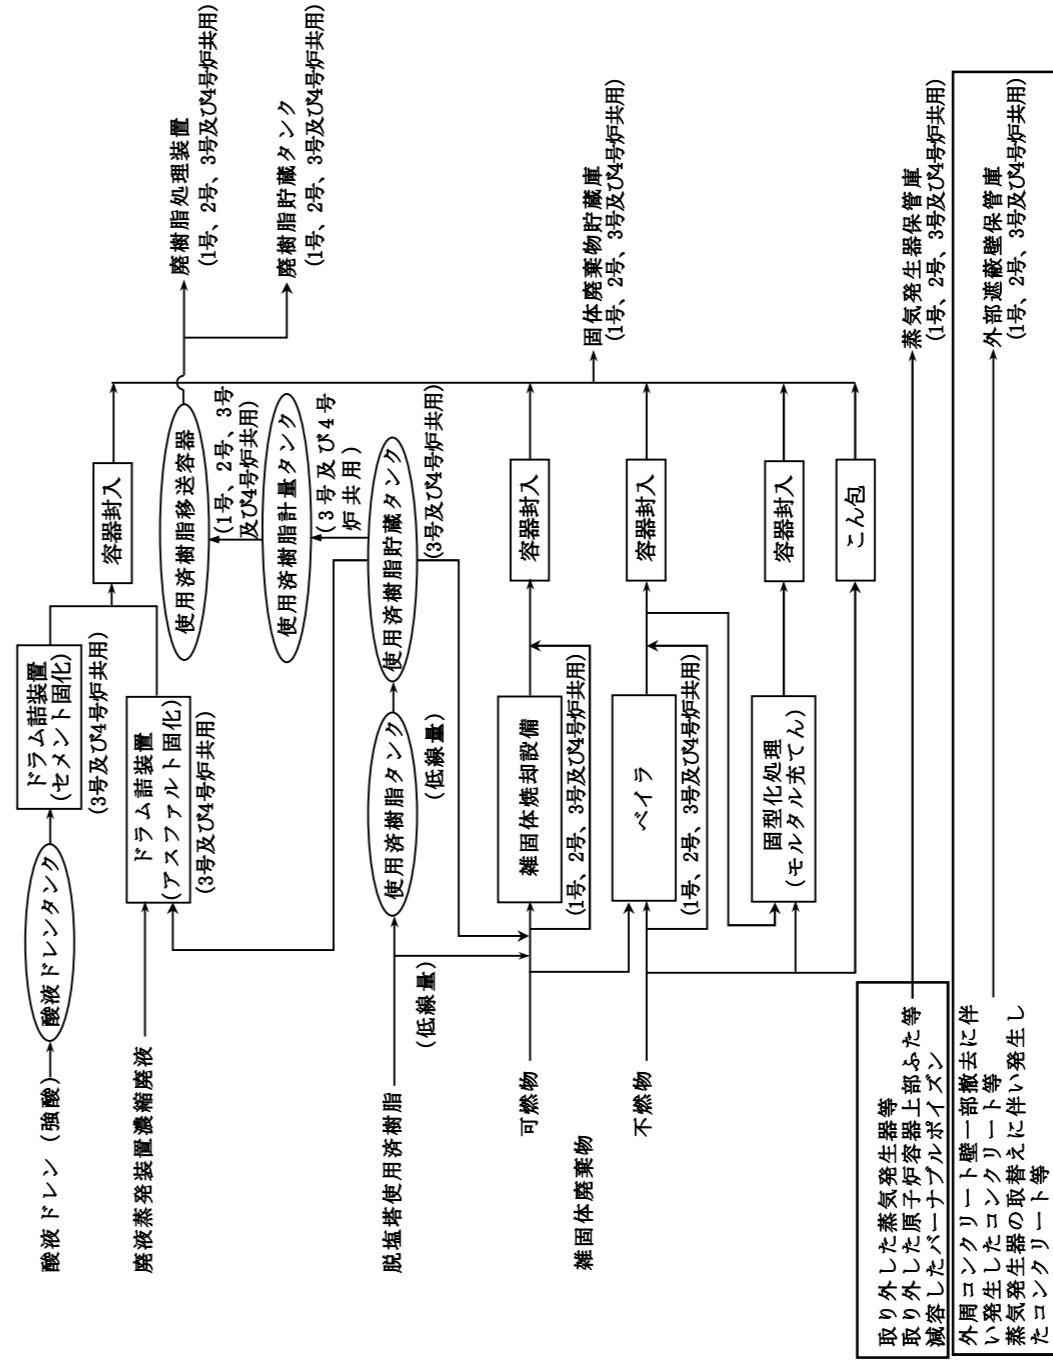 酸液ドレン（強酸）
酸液ドレンタンク
ドラム詰装置
(セメント固化)
(3号及び4号炉共用)
容器封入
廃液蒸発装置濃縮廃液
ドラム詰装置
(アスファルト固化)
(3号及び4号炉共用)
使用済樹脂移送容器
(1号、2号、3号
及び4号炉共用)
廃樹脂処理装置
(1号、2号、3号及び4号炉共用)
使用済樹脂計量タンク
(3号及び4号
炉共用)
廃樹脂貯蔵タンク
(1号、2号、3号及び4号炉共用)
脱塩塔使用済樹脂
使用済樹脂タンク
使用済樹脂貯蔵タンク
(3号及び4号炉共用)
(低線量)
(低線量)
可燃物
雑固体焼却設備
(1号、2号、3号及び4号炉共用)
容器封入
固体廃棄物貯蔵庫
(1号、2号、3号及び4号炉共用)
雑固体廃棄物
不燃物
ベイラ
(1号、2号、3号及び4号炉共用)
容器封入
固型化処理
(モルタル充てん)
容器封入
こん包
取り外した蒸気発生器等
取り外した原子炉容器上部ふた等
減容したバーナブルポイズン
蒸気発生器保管庫
(1号、2号、3号及び4号炉共用)
外周コンクリート壁一部撤去に伴
い発生したコンクリート等
蒸気発生器の取替えに伴い発生し
たコンクリート等
外部遮蔽壁保管庫
(1号、2号、3号及び4号炉共用)